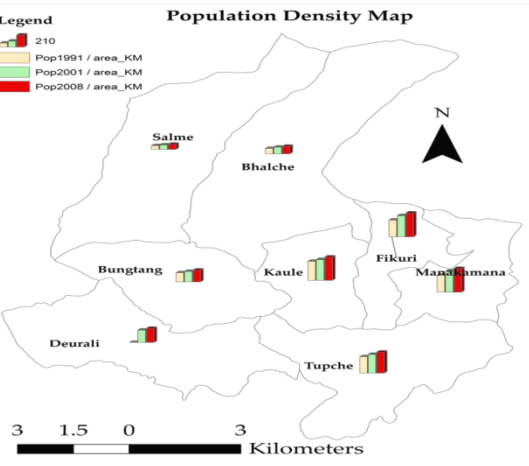 Population Density Map
Legend
210
Pop1991 / area_KM
Pop2001 / area_KM
Pop2008 / area_KM
N
Salme
Bhalche
Bungtang
Kaule
Fikuri
Manakamana
Deurali
Tupche
3 1.5 0 3
Kilometers